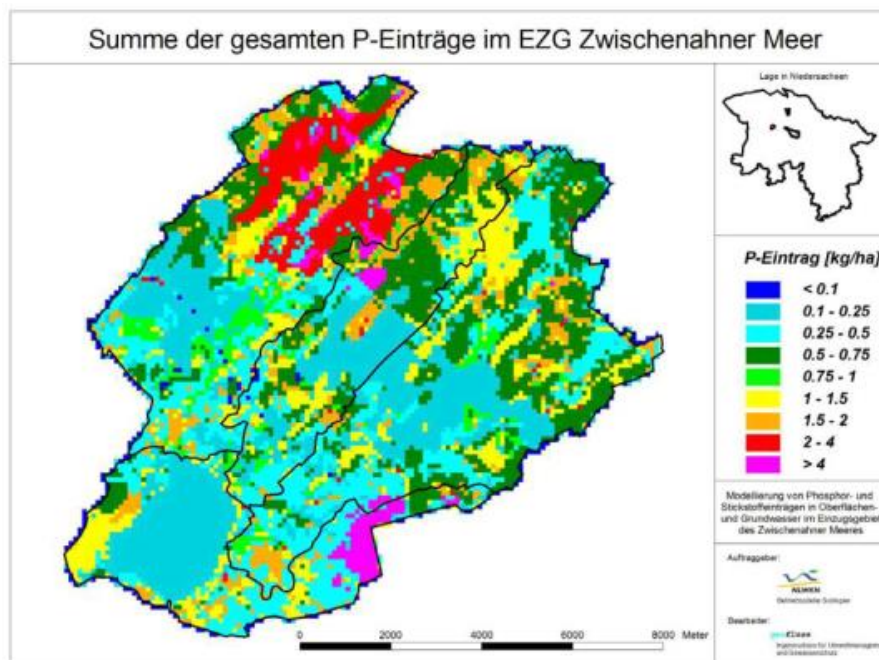 Summe der gesamten P-Einträge im EZG Zwischenahner Meer
Lage in Niedersachsen
P-Eintrag [kg/ha]
< 0.1
0.1 - 0.25
0.25 - 0.5
0.5 - 0.75
0.75 - 1
1 - 1.5
1.5 - 2
2 - 4
> 4
Modellierung von Phosphor- und
Stickstoffeinträgen in Oberflächen-
und Grundwasser im Einzugsgebiet
des Zwischenahner Meeres
Auftraggeber:
NLWKN
Bearbeiter:
0 2000 4000 6000 8000 Meter